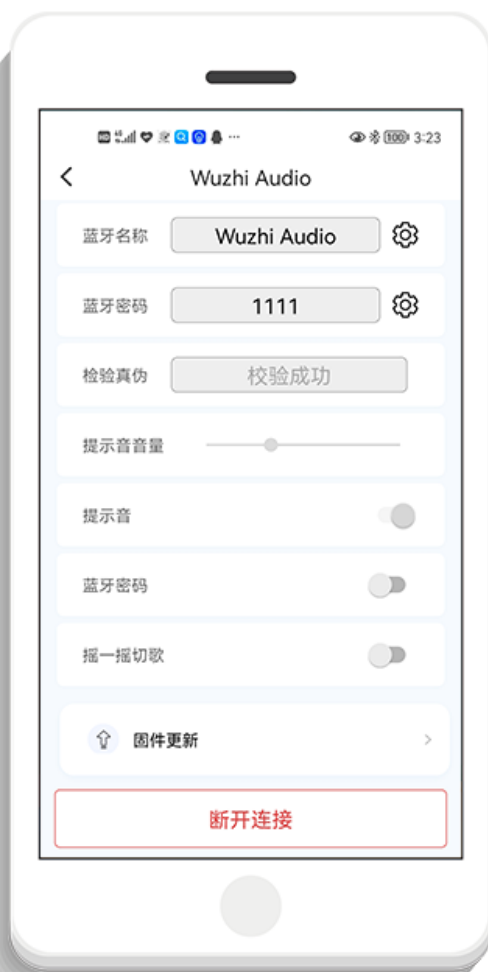 HD 100 3:23
Wuzhi Audio
蓝牙名称 Wuzhi Audio
蓝牙密码 1111
检验真伪 校验成功
提示音音量
提示音
蓝牙密码
摇一摇切歌
固件更新
断开连接